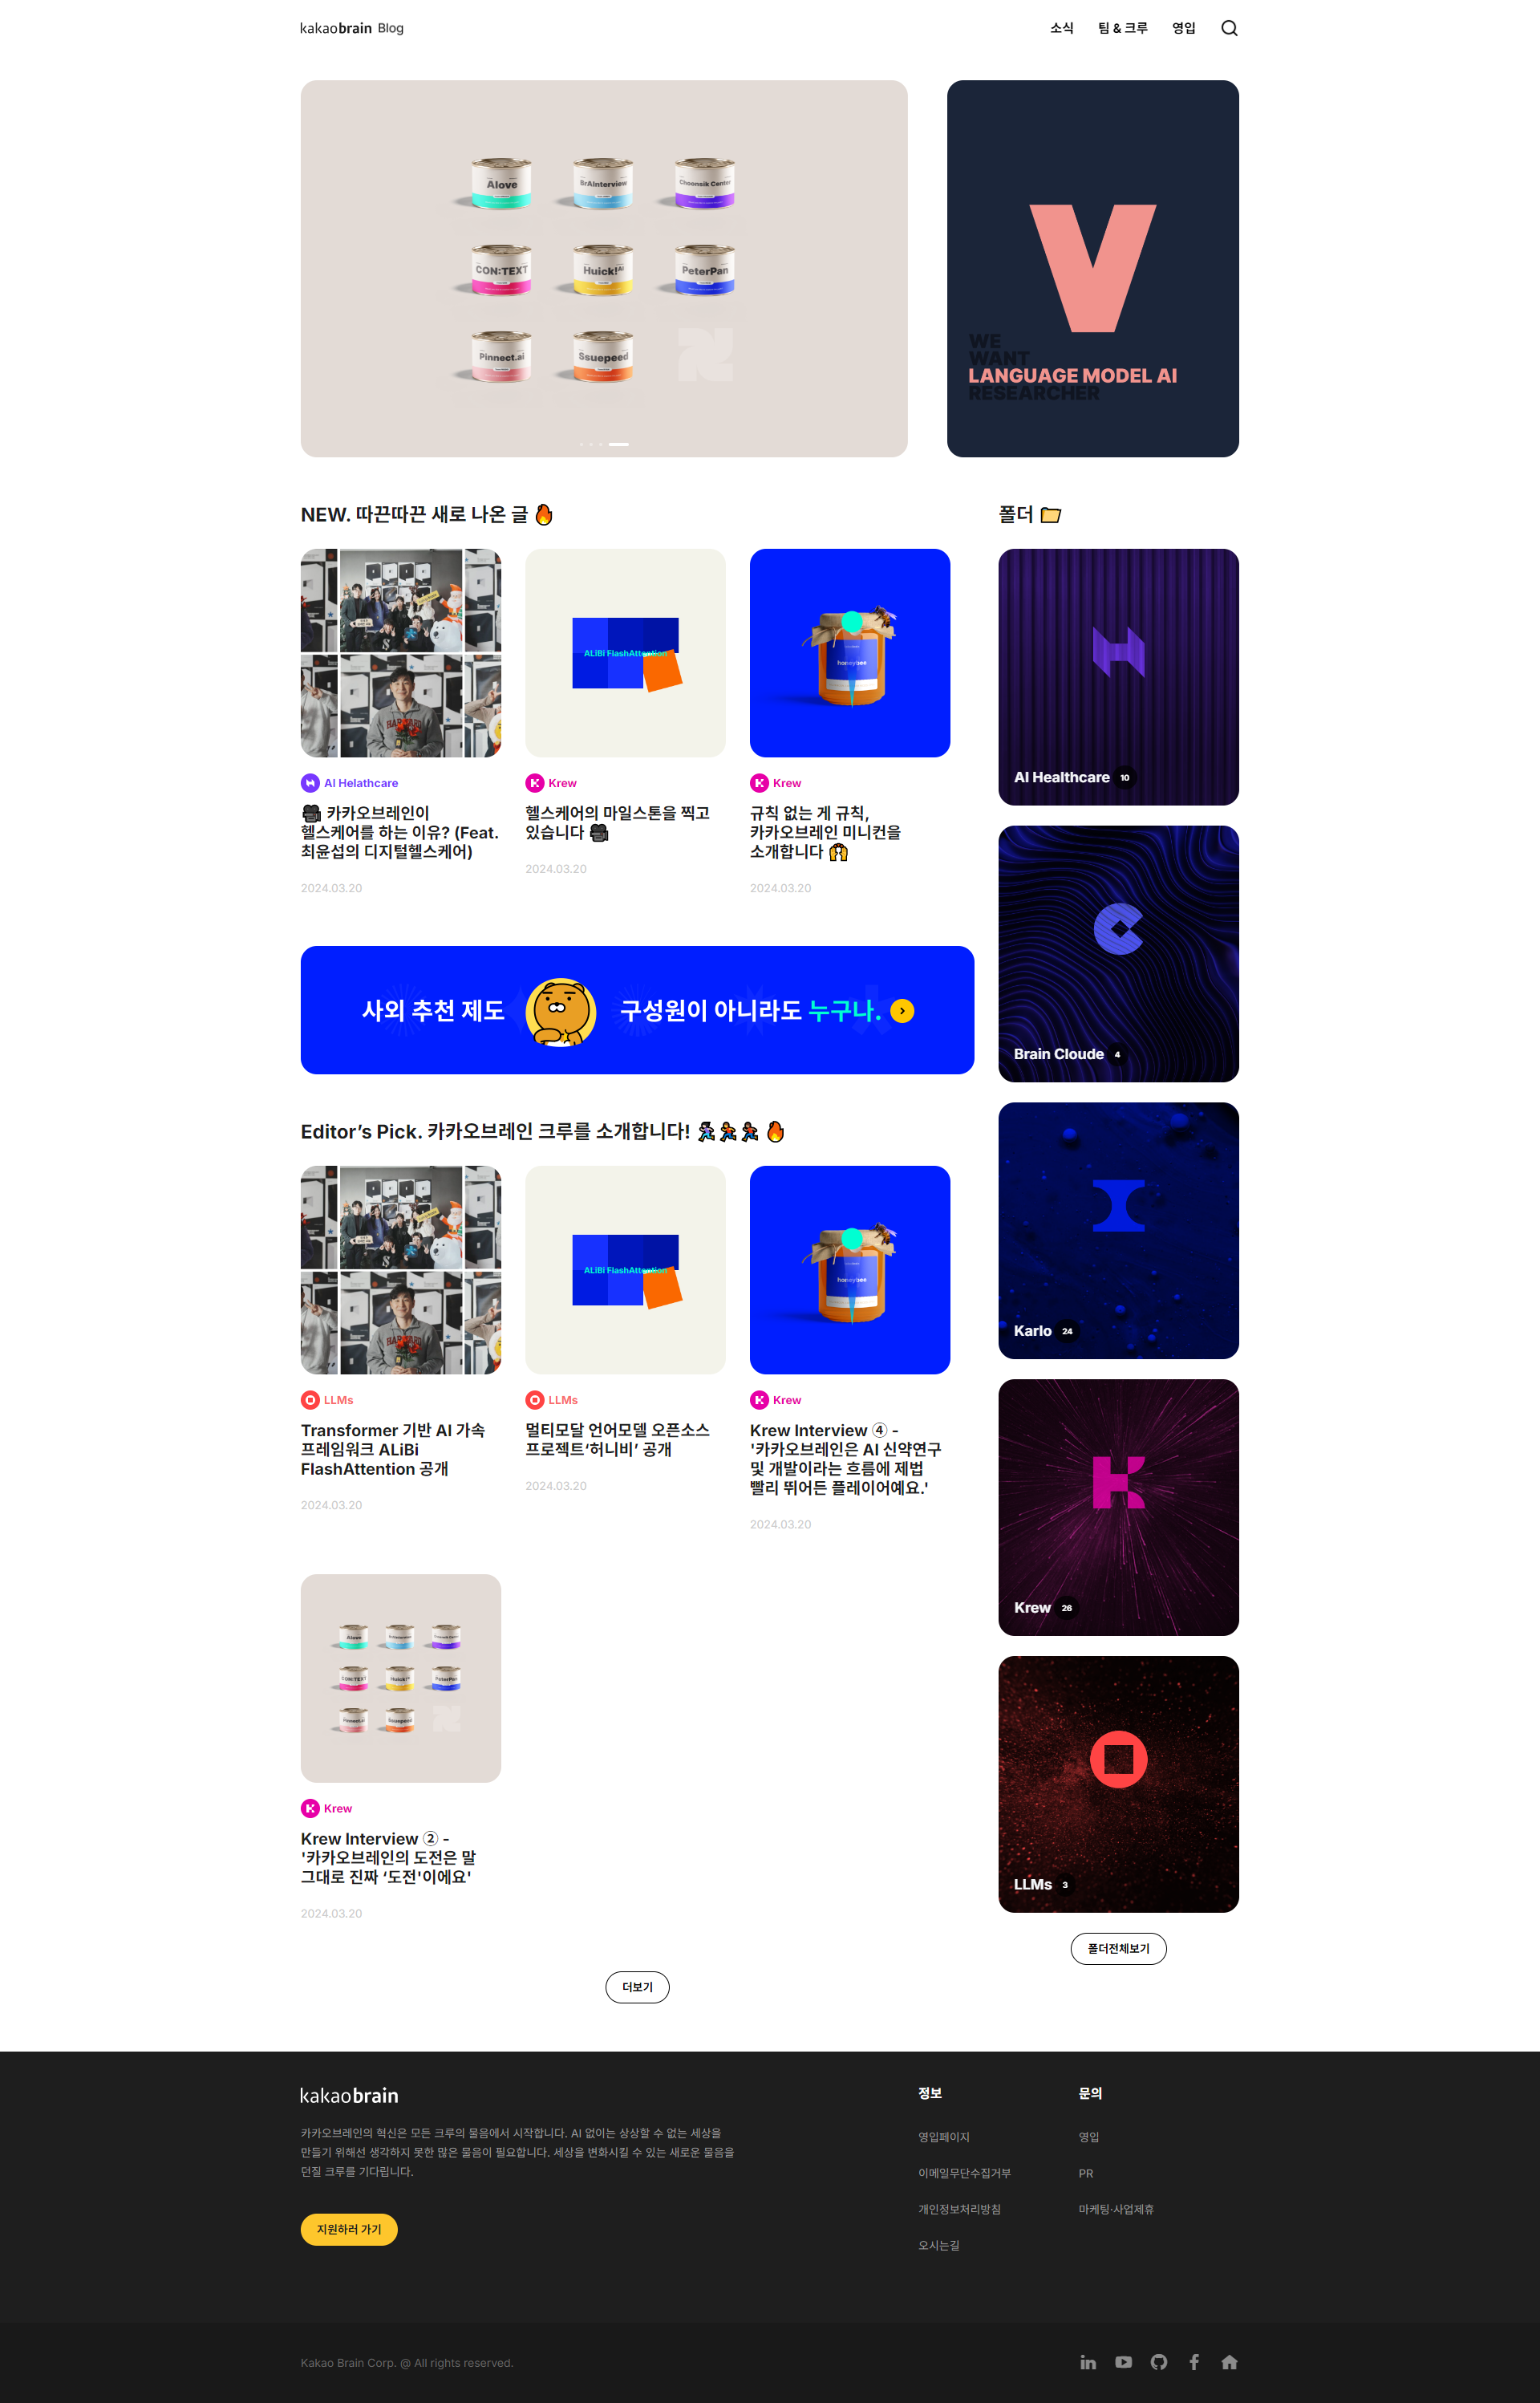 kakaobrain Blog
소식
팀 & 크루
영입
Alove
BrAInterview
Choonsik Center
CON:TEXT
Huick!AI
PeterPan
Pinnect.ai
Ssuepeed
WE
WANT
LANGUAGE MODEL AI
RESEARCHER
NEW. 따끈따끈 새로 나온 글 🔥
ALiBi FlashAttention
honeybee
AI Helathcare
🎥 카카오브레인이
헬스케어를 하는 이유? (Feat.
최윤섭의 디지털헬스케어)
2024.03.20
Krew
헬스케어의 마일스톤을 찍고
있습니다 🎥
2024.03.20
Krew
규칙 없는 게 규칙,
카카오브레인 미니컨을
소개합니다 🙌
2024.03.20
사외 추천 제도
구성원이 아니라도 누구나.
Editor’s Pick. 카카오브레인 크루를 소개합니다! 🏃🏃🏃 🔥
ALiBi FlashAttention
honeybee
LLMs
Transformer 기반 AI 가속
프레임워크 ALiBi
FlashAttention 공개
2024.03.20
LLMs
멀티모달 언어모델 오픈소스
프로젝트‘허니비’ 공개
2024.03.20
Krew
Krew Interview ④ -
'카카오브레인은 AI 신약연구
및 개발이라는 흐름에 제법
빨리 뛰어든 플레이어예요.'
2024.03.20
Alove
CON:TEXT
Huick!AI
PeterPan
Pinnect.ai
Ssuepeed
Krew
Krew Interview ② -
'카카오브레인의 도전은 말
그대로 진짜 ‘도전'이에요'
2024.03.20
더보기
폴더 📁
AI Healthcare 10
Brain Cloude 4
Karlo 24
Krew 26
LLMs 3
폴더전체보기
kakaobrain
카카오브레인의 혁신은 모든 크루의 물음에서 시작합니다. AI 없이는 상상할 수 없는 세상을
만들기 위해선 생각하지 못한 많은 물음이 필요합니다. 세상을 변화시킬 수 있는 새로운 물음을
던질 크루를 기다립니다.
지원하러 가기
정보
영입페이지
이메일무단수집거부
개인정보처리방침
오시는길
문의
영입
PR
마케팅·사업제휴
Kakao Brain Corp. @ All rights reserved.